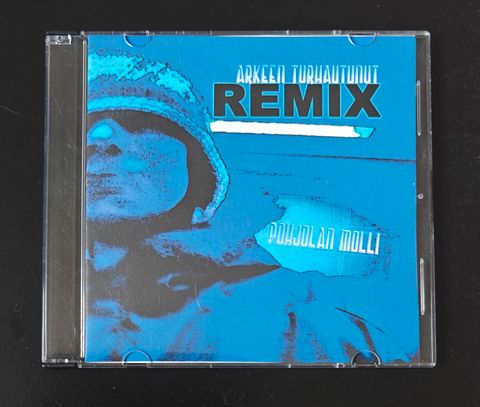 ARKEEN TURHAUTUNUT
REMIX
POHJOLAN MOLLI